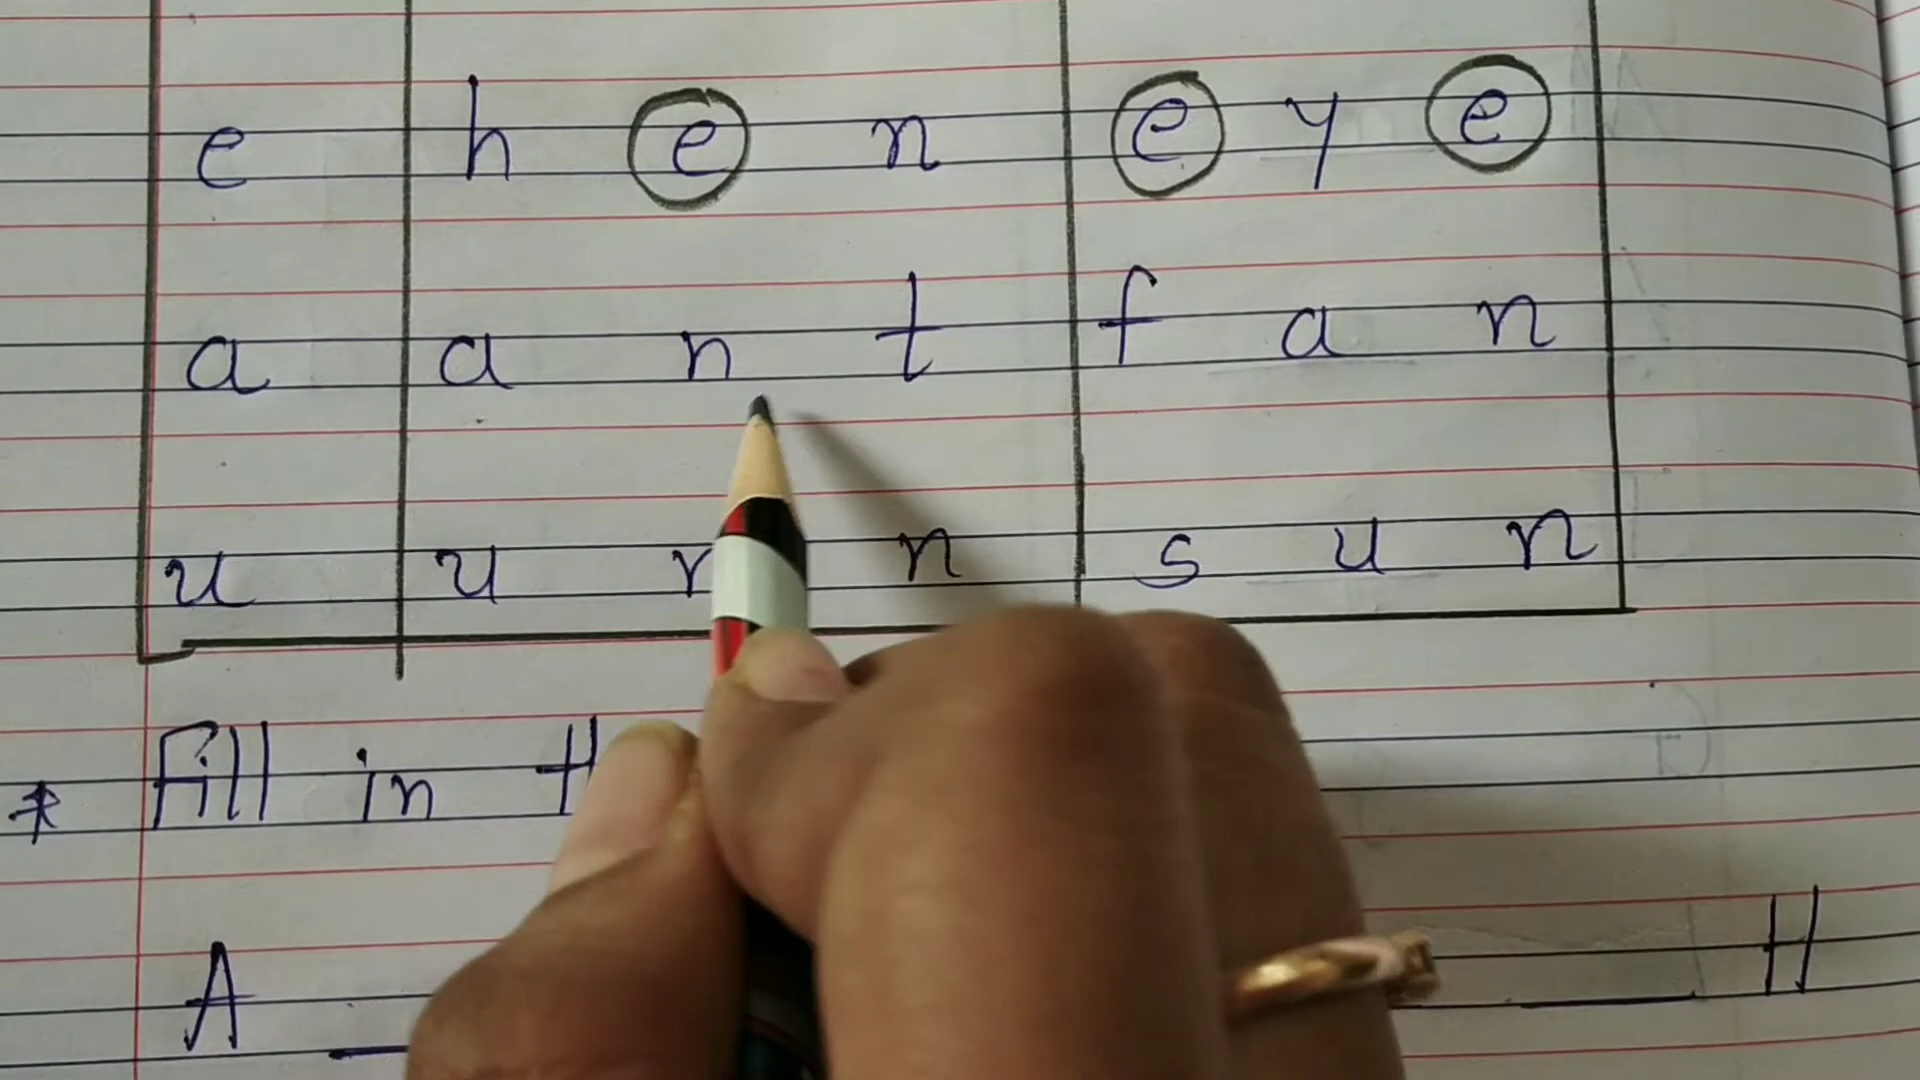 e h e n e y e
a a n t f a n
u u r n s u n
* Fill in
A H